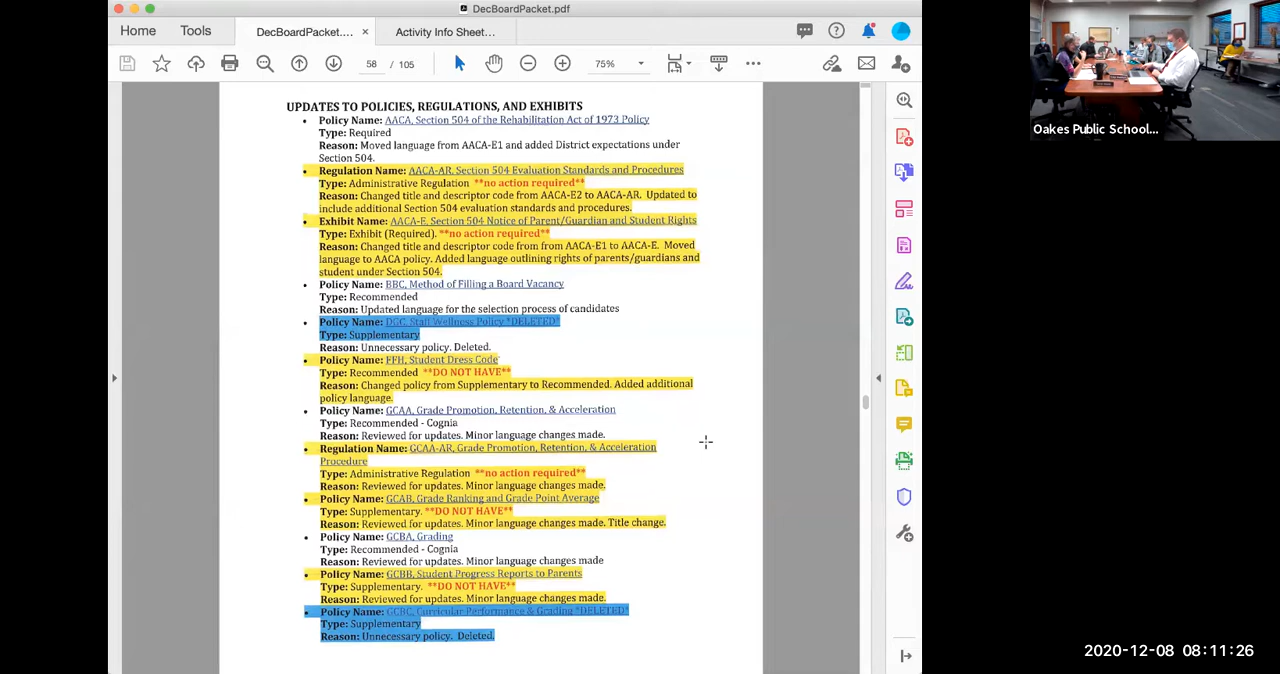 DecBoardPacket.pdf
Home
Tools
DecBoardPacket.... ×
Activity Info Sheet...
58 / 105
75%
UPDATES TO POLICIES, REGULATIONS, AND EXHIBITS
• Policy Name: AACA, Section 504 of the Rehabilitation Act of 1973 Policy
Type: Required
Reason: Moved language from AACA-E1 and added District expectations under
Section 504.
• Regulation Name: AACA-AR, Section 504 Evaluation Standards and Procedures
Type: Administrative Regulation **no action required**
Reason: Changed title and descriptor code from AACA-E2 to AACA-AR. Updated to
include additional Section 504 evaluation standards and procedures.
• Exhibit Name: AACA-E, Section 504 Notice of Parent/Guardian and Student Rights
Type: Exhibit (Required). **no action required**
Reason: Changed title and descriptor code from from AACA-E1 to AACA-E. Moved
language to AACA policy. Added language outlining rights of parents/guardians and
student under Section 504.
• Policy Name: BBC, Method of Filling a Board Vacancy
Type: Recommended
Reason: Updated language for the selection process of candidates
• Policy Name: DGC, Staff Wellness Policy *DELETED*
Type: Supplementary
Reason: Unnecessary policy. Deleted.
• Policy Name: FFH, Student Dress Code
Type: Recommended **DO NOT HAVE**
Reason: Changed policy from Supplementary to Recommended. Added additional
policy language.
• Policy Name: GCAA, Grade Promotion, Retention, & Acceleration
Type: Recommended - Cognia
Reason: Reviewed for updates. Minor language changes made.
• Regulation Name: GCAA-AR, Grade Promotion, Retention, & Acceleration
Procedure
Type: Administrative Regulation **no action required**
Reason: Reviewed for updates. Minor language changes made.
• Policy Name: GCAB, Grade Ranking and Grade Point Average
Type: Supplementary. **DO NOT HAVE**
Reason: Reviewed for updates. Minor language changes made. Title change.
• Policy Name: GCBA, Grading
Type: Recommended - Cognia
Reason: Reviewed for updates. Minor language changes made
• Policy Name: GCBB, Student Progress Reports to Parents
Type: Supplementary. **DO NOT HAVE**
Reason: Reviewed for updates. Minor language changes made.
• Policy Name: GCBC, Curricular Performance & Grading *DELETED*
Type: Supplementary
Reason: Unnecessary policy. Deleted.
Oakes Public School...
2020-12-08 08:11:26